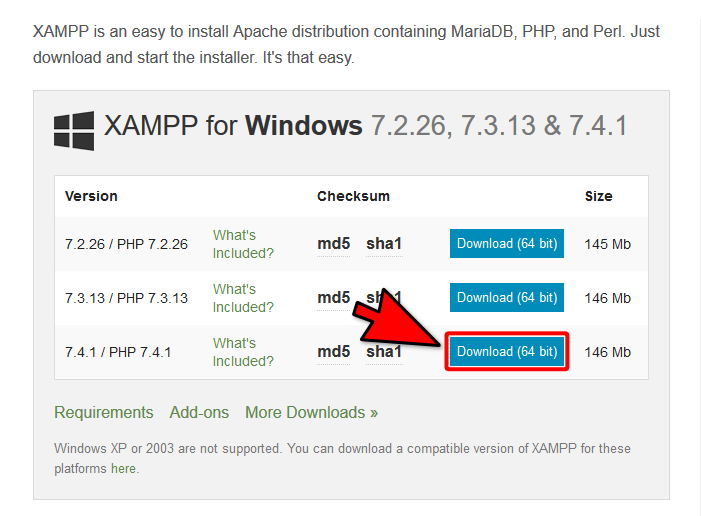 XAMPP is an easy to install Apache distribution containing MariaDB, PHP, and Perl. Just
download and start the installer. It's that easy.
XAMPP for Windows 7.2.26, 7.3.13 & 7.4.1
Version Checksum Size
7.2.26 / PHP 7.2.26 What's Included? md5 sha1 Download (64 bit) 145 Mb
7.3.13 / PHP 7.3.13 What's Included? md5 sha1 Download (64 bit) 146 Mb
7.4.1 / PHP 7.4.1 What's Included? md5 sha1 Download (64 bit) 146 Mb
Requirements Add-ons More Downloads »
Windows XP or 2003 are not supported. You can download a compatible version of XAMPP for these
platforms here.